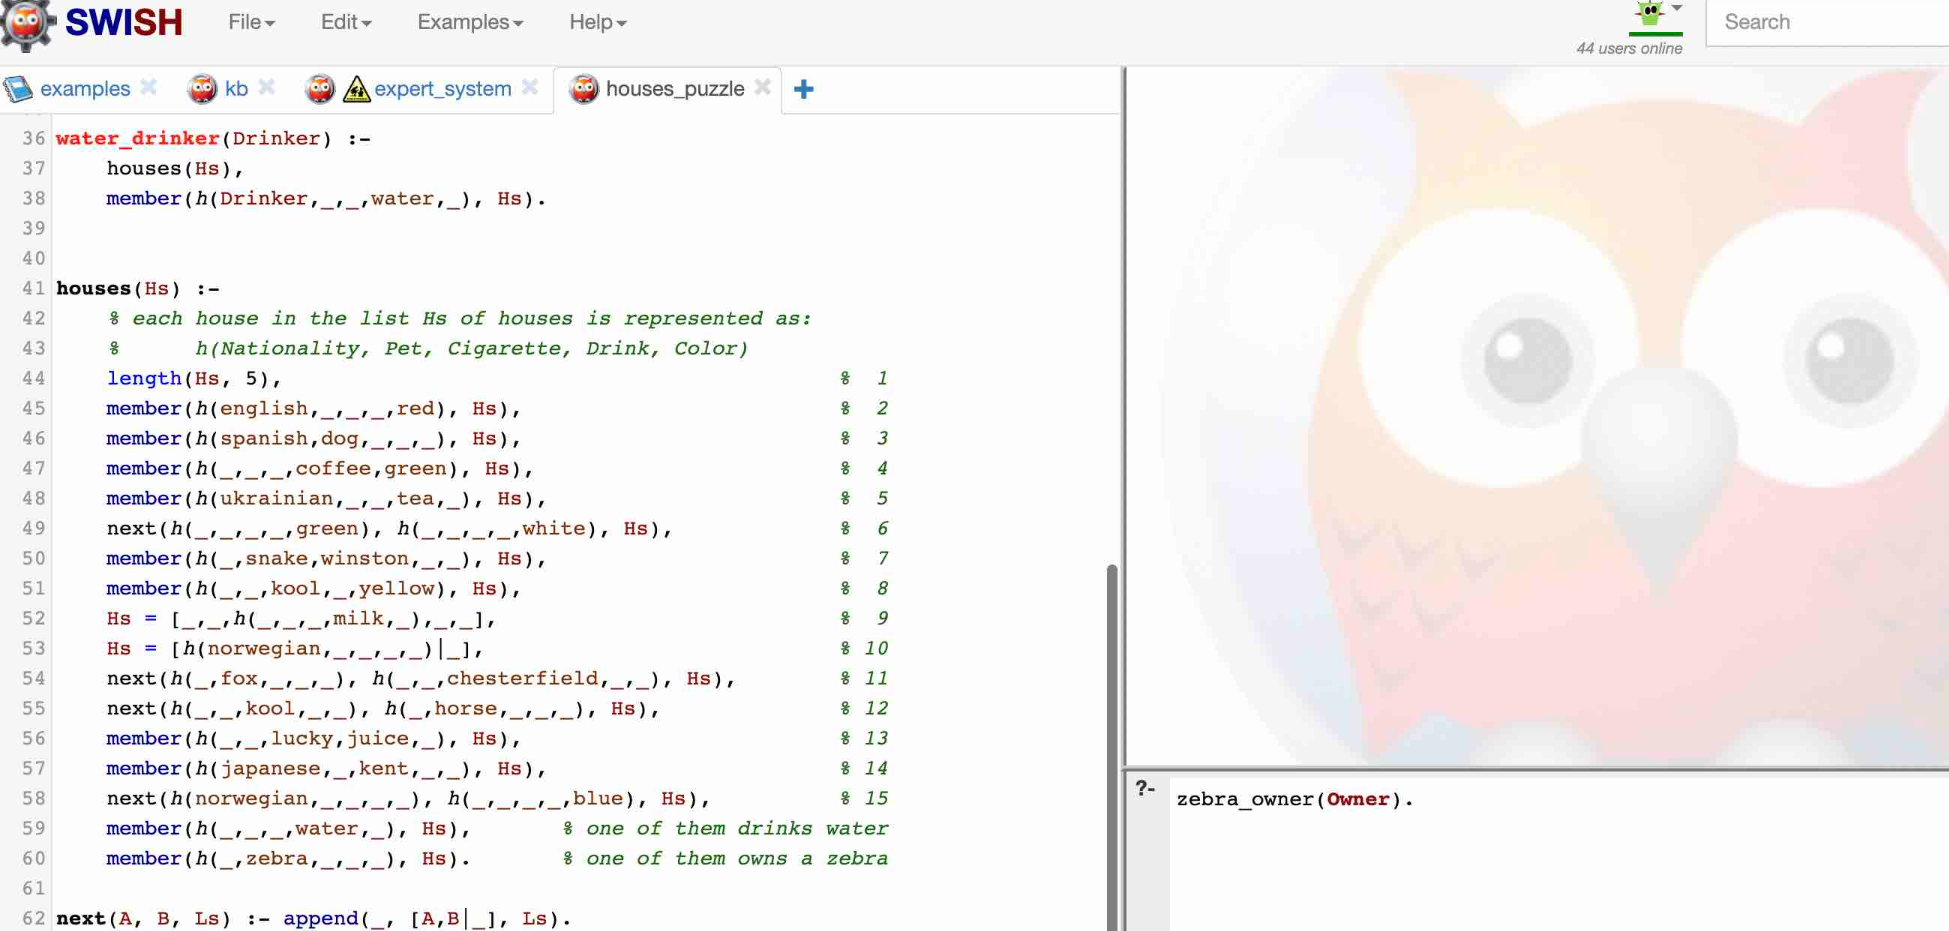 SWISH File Edit Examples Help 44 users online Search
examples kb expert_system houses_puzzle
36 water_drinker(Drinker) :-
37 houses(Hs),
38 member(h(Drinker,_,_,water,_), Hs).
39
40
41 houses(Hs) :-
42 % each house in the list Hs of houses is represented as:
43 %      h(Nationality, Pet, Cigarette, Drink, Color)
44 length(Hs, 5), % 1
45 member(h(english,_,_,_,red), Hs), % 2
46 member(h(spanish,dog,_,_,_), Hs), % 3
47 member(h(_,_,_,coffee,green), Hs), % 4
48 member(h(ukrainian,_,_,tea,_), Hs), % 5
49 next(h(_,_,_,_,green), h(_,_,_,_,white), Hs), % 6
50 member(h(_,snake,winston,_,_), Hs), % 7
51 member(h(_,_,kool,_,yellow), Hs), % 8
52 Hs = [_,_,h(_,_,_,milk,_),_,_], % 9
53 Hs = [h(norwegian,_,_,_,_)|_], % 10
54 next(h(_,fox,_,_,_), h(_,_,chesterfield,_,_), Hs), % 11
55 next(h(_,_,kool,_,_), h(_,horse,_,_,_), Hs), % 12
56 member(h(_,_,lucky,juice,_), Hs), % 13
57 member(h(japanese,_,kent,_,_), Hs), % 14
58 next(h(norwegian,_,_,_,_), h(_,_,_,_,blue), Hs), % 15
59 member(h(_,_,_,water,_), Hs), % one of them drinks water
60 member(h(_,zebra,_,_,_), Hs). % one of them owns a zebra
61
62 next(A, B, Ls) :- append(_, [A,B|_], Ls).
?- zebra_owner(Owner).